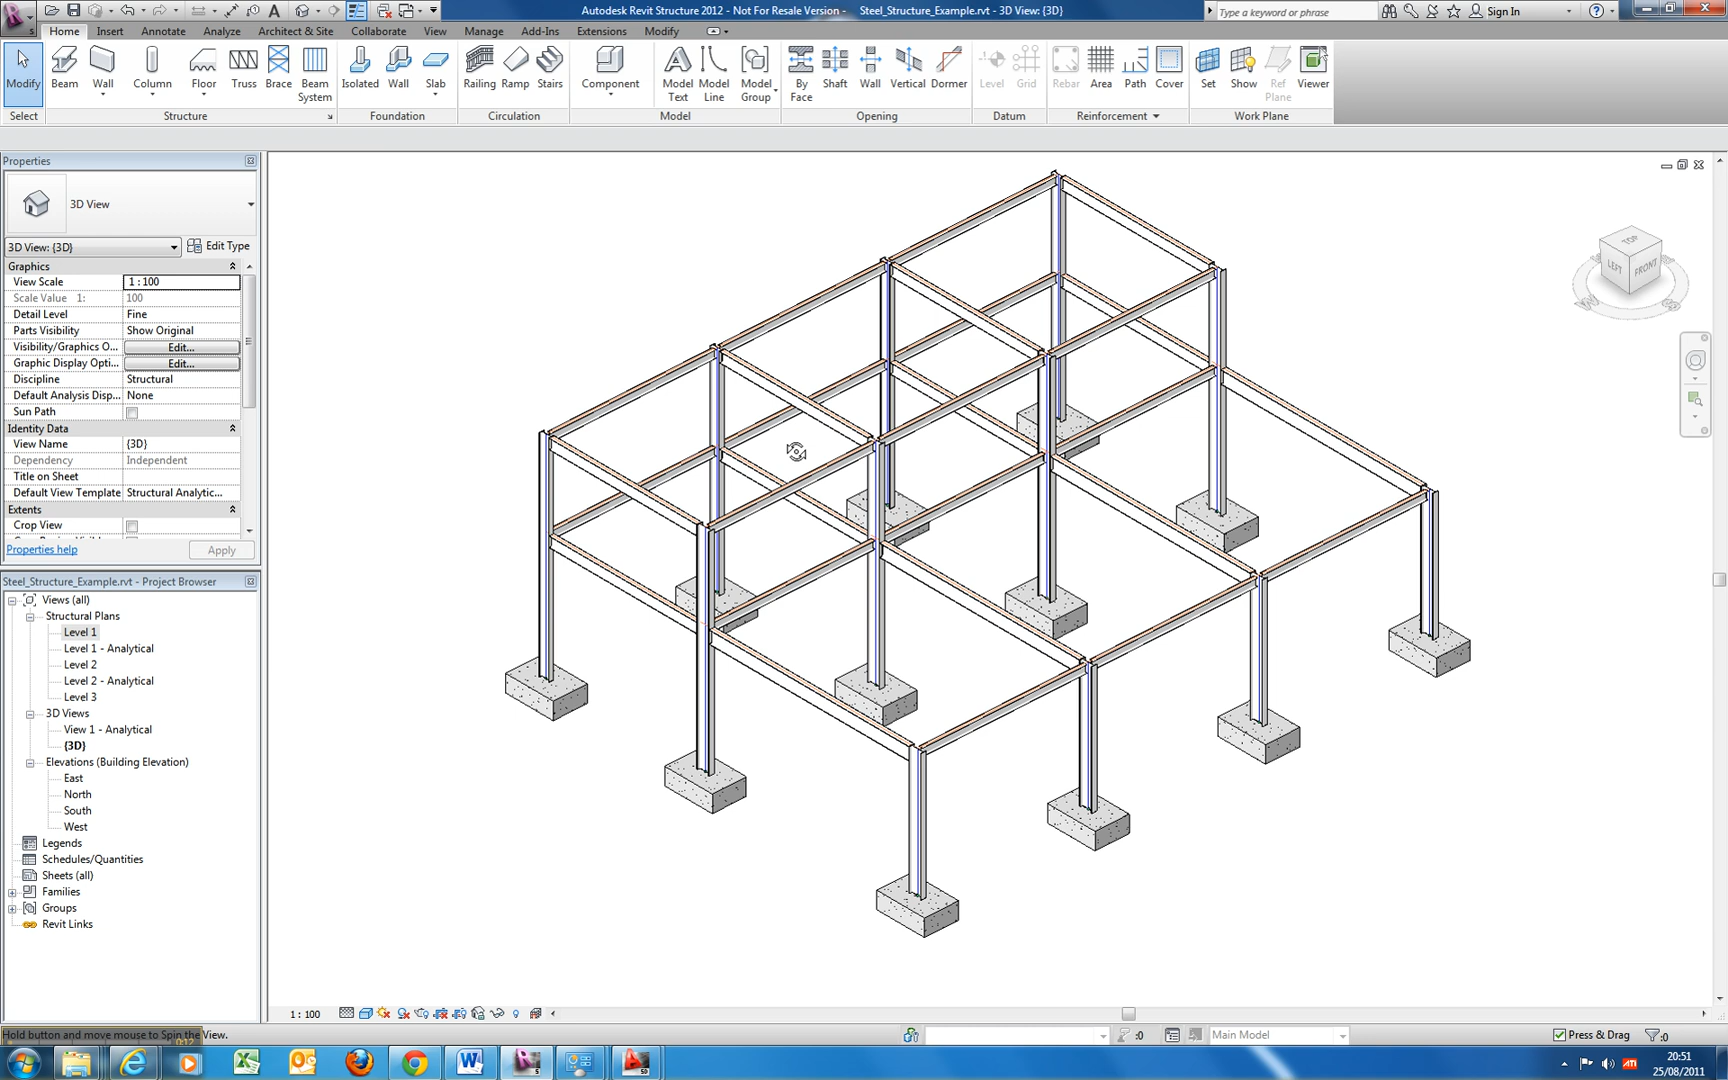 Autodesk Revit Structure 2012 - Not For Resale Version - Steel_Structure_Example.rvt - 3D View: {3D}
Type a keyword or phrase
Sign In
Home Insert Annotate Analyze Architect & Site Collaborate View Manage Add-Ins Extensions Modify
Modify Beam Wall Column Floor Truss Brace Beam System Isolated Wall Slab Railing Ramp Stairs Component Model Text Model Line Model Group By Face Shaft Wall Vertical Dormer Level Grid Rebar Area Path Cover Set Show Ref Plane Viewer
Select Structure Foundation Circulation Model Opening Datum Reinforcement Work Plane
Properties
3D View
3D View: {3D} Edit Type
Graphics
View Scale 1 : 100
Scale Value 1: 100
Detail Level Fine
Parts Visibility Show Original
Visibility/Graphics O... Edit...
Graphic Display Opti... Edit...
Discipline Structural
Default Analysis Disp... None
Sun Path
Identity Data
View Name {3D}
Dependency Independent
Title on Sheet
Default View Template Structural Analytic...
Extents
Crop View
Properties help Apply
Steel_Structure_Example.rvt - Project Browser
Views (all)
Structural Plans
Level 1
Level 1 - Analytical
Level 2
Level 2 - Analytical
Level 3
3D Views
View 1 - Analytical
{3D}
Elevations (Building Elevation)
East
North
South
West
Legends
Schedules/Quantities
Sheets (all)
Families
Groups
Revit Links
TOP
LEFT FRONT
1 : 100
Hold button and move mouse to Spin the View.
:0 Main Model Press & Drag :0
20:51
25/08/2011